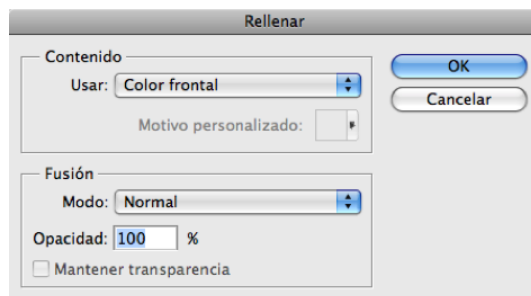 Rellenar
Contenido
Usar: Color frontal
Motivo personalizado:
OK
Cancelar
Fusión
Modo: Normal
Opacidad: 100 %
Mantener transparencia